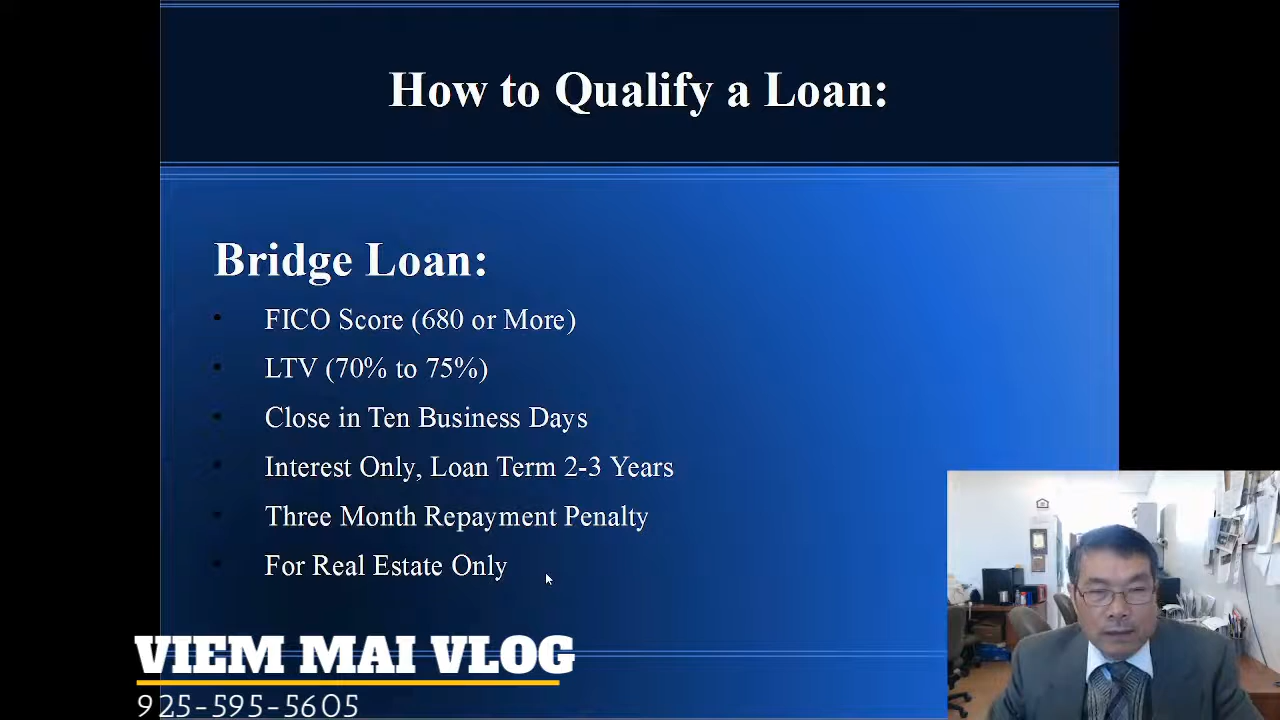 How to Qualify a Loan:
Bridge Loan:
FICO Score (680 or More)
LTV (70% to 75%)
Close in Ten Business Days
Interest Only, Loan Term 2-3 Years
Three Month Repayment Penalty
For Real Estate Only
VIEM MAI VLOG
925-595-5605